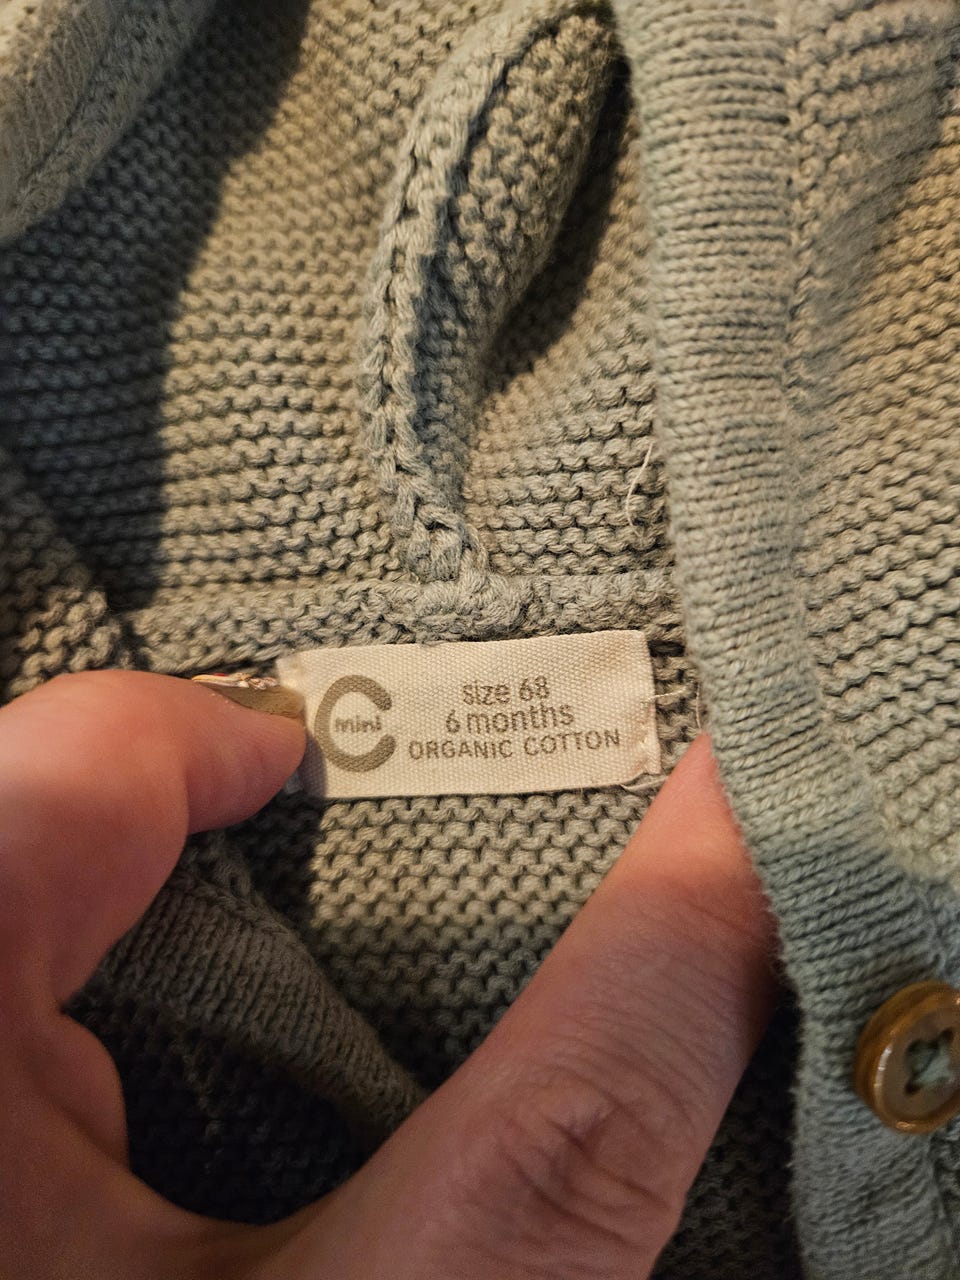 mini
size 68
6 months
ORGANIC COTTON